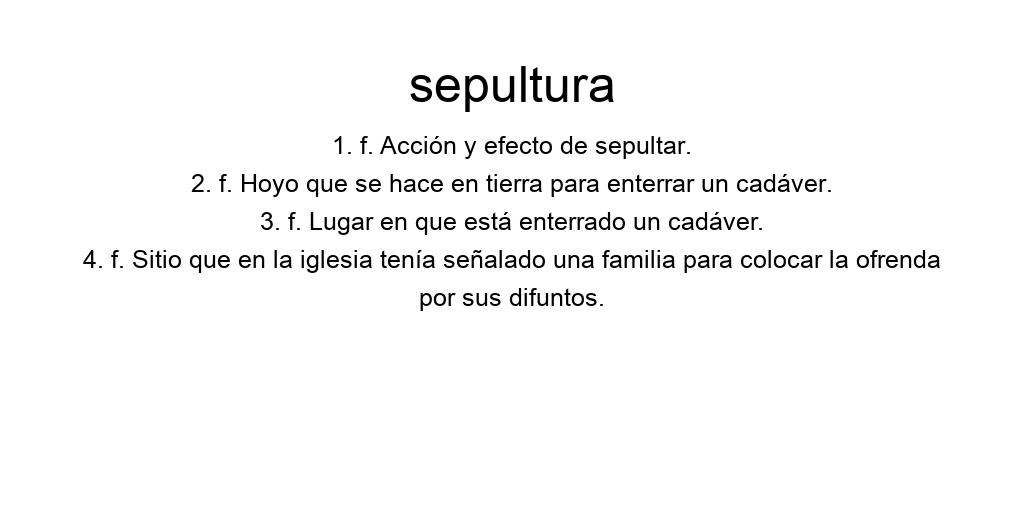 sepultura
1. f. Acción y efecto de sepultar.
2. f. Hoyo que se hace en tierra para enterrar un cadáver.
3. f. Lugar en que está enterrado un cadáver.
4. f. Sitio que en la iglesia tenía señalado una familia para colocar la ofrenda
por sus difuntos.